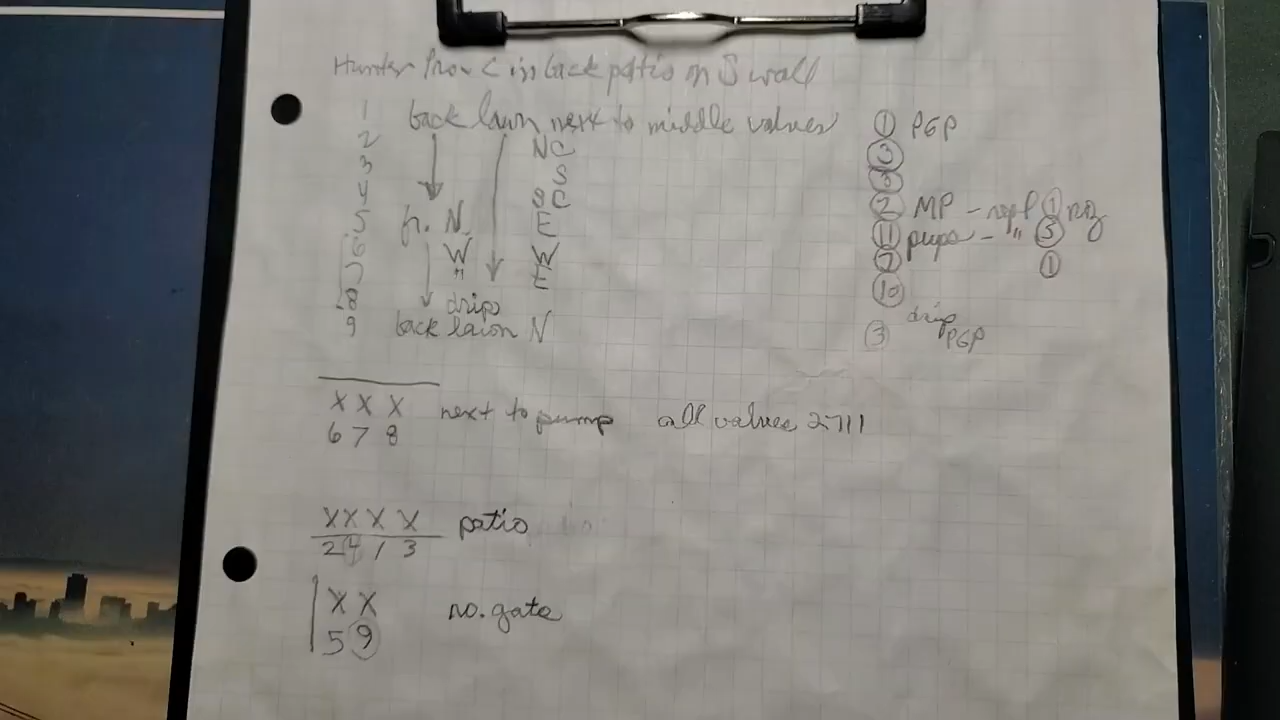 Hunter Pro-C in back patio on S wall
1 back lawn next to middle valves ① PGP
2 NC ③
3 S
4 SC ② MP - repl ① noz
5 fr. N. E ⑪ pups - " ⑤
6 W W ⑦ ①
7 " E ⑩
8 drips drip
9 back lawn N ③ PGP
X X X next to pump all valves 2711
6 7 8
X X X X patio
2 4 1 3
X X no. gate
5 9